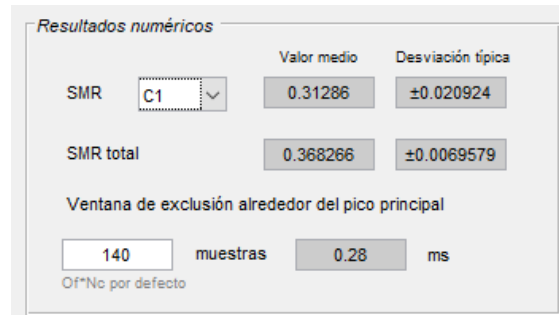 Resultados numéricos
Valor medio Desviación típica
SMR C1 0.31286 ±0.020924
SMR total 0.368266 ±0.0069579
Ventana de exclusión alrededor del pico principal
140 muestras 0.28 ms
Of*Nc por defecto